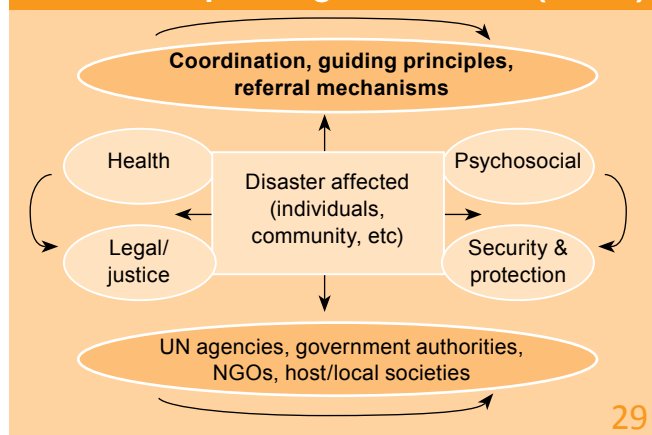 Coordination, guiding principles,
referral mechanisms
Health
Psychosocial
Disaster affected
(individuals,
community, etc)
Legal/
justice
Security &
protection
UN agencies, government authorities,
NGOs, host/local societies
29